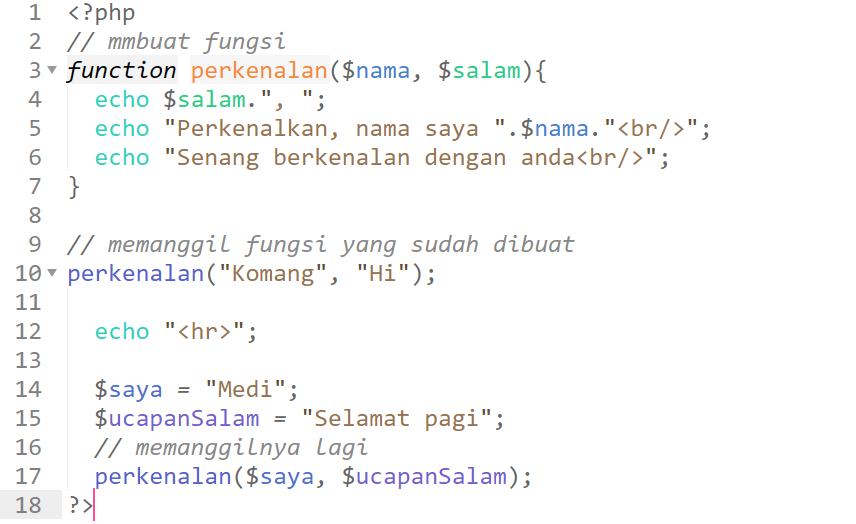 1 <?php
2 // mmbuat fungsi
3 function perkenalan($nama, $salam){
4 echo $salam.", ";
5 echo "Perkenalkan, nama saya ".$nama."<br/>";
6 echo "Senang berkenalan dengan anda<br/>";
7 }
8
9 // memanggil fungsi yang sudah dibuat
10 perkenalan("Komang", "Hi");
11
12 echo "<hr>";
13
14 $saya = "Medi";
15 $ucapanSalam = "Selamat pagi";
16 // memanggilnya lagi
17 perkenalan($saya, $ucapanSalam);
18 ?>